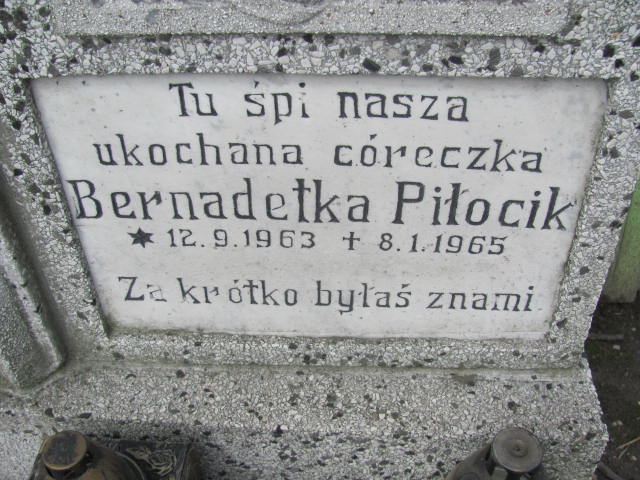 Tu śpi nasza
ukochana córeczka
Bernadetka Piłocik
★ 12.9.1963 ✝ 8.1.1965
Za krótko byłaś znami